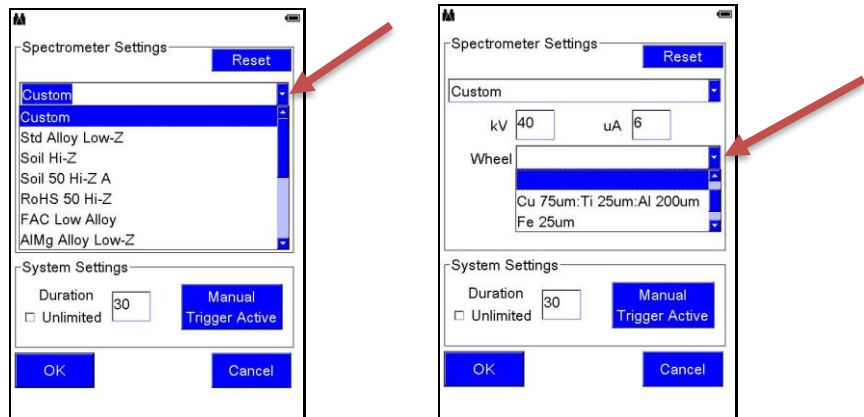 Spectrometer Settings
Reset
Custom
Custom
Std Alloy Low-Z
Soil Hi-Z
Soil 50 Hi-Z A
RoHS 50 Hi-Z
FAC Low Alloy
AlMg Alloy Low-Z
System Settings
Duration
30
Unlimited
Manual
Trigger Active
OK
Cancel
Spectrometer Settings
Reset
Custom
kV 40 uA 6
Wheel
Cu 75um:Ti 25um:Al 200um
Fe 25um
System Settings
Duration
30
Unlimited
Manual
Trigger Active
OK
Cancel